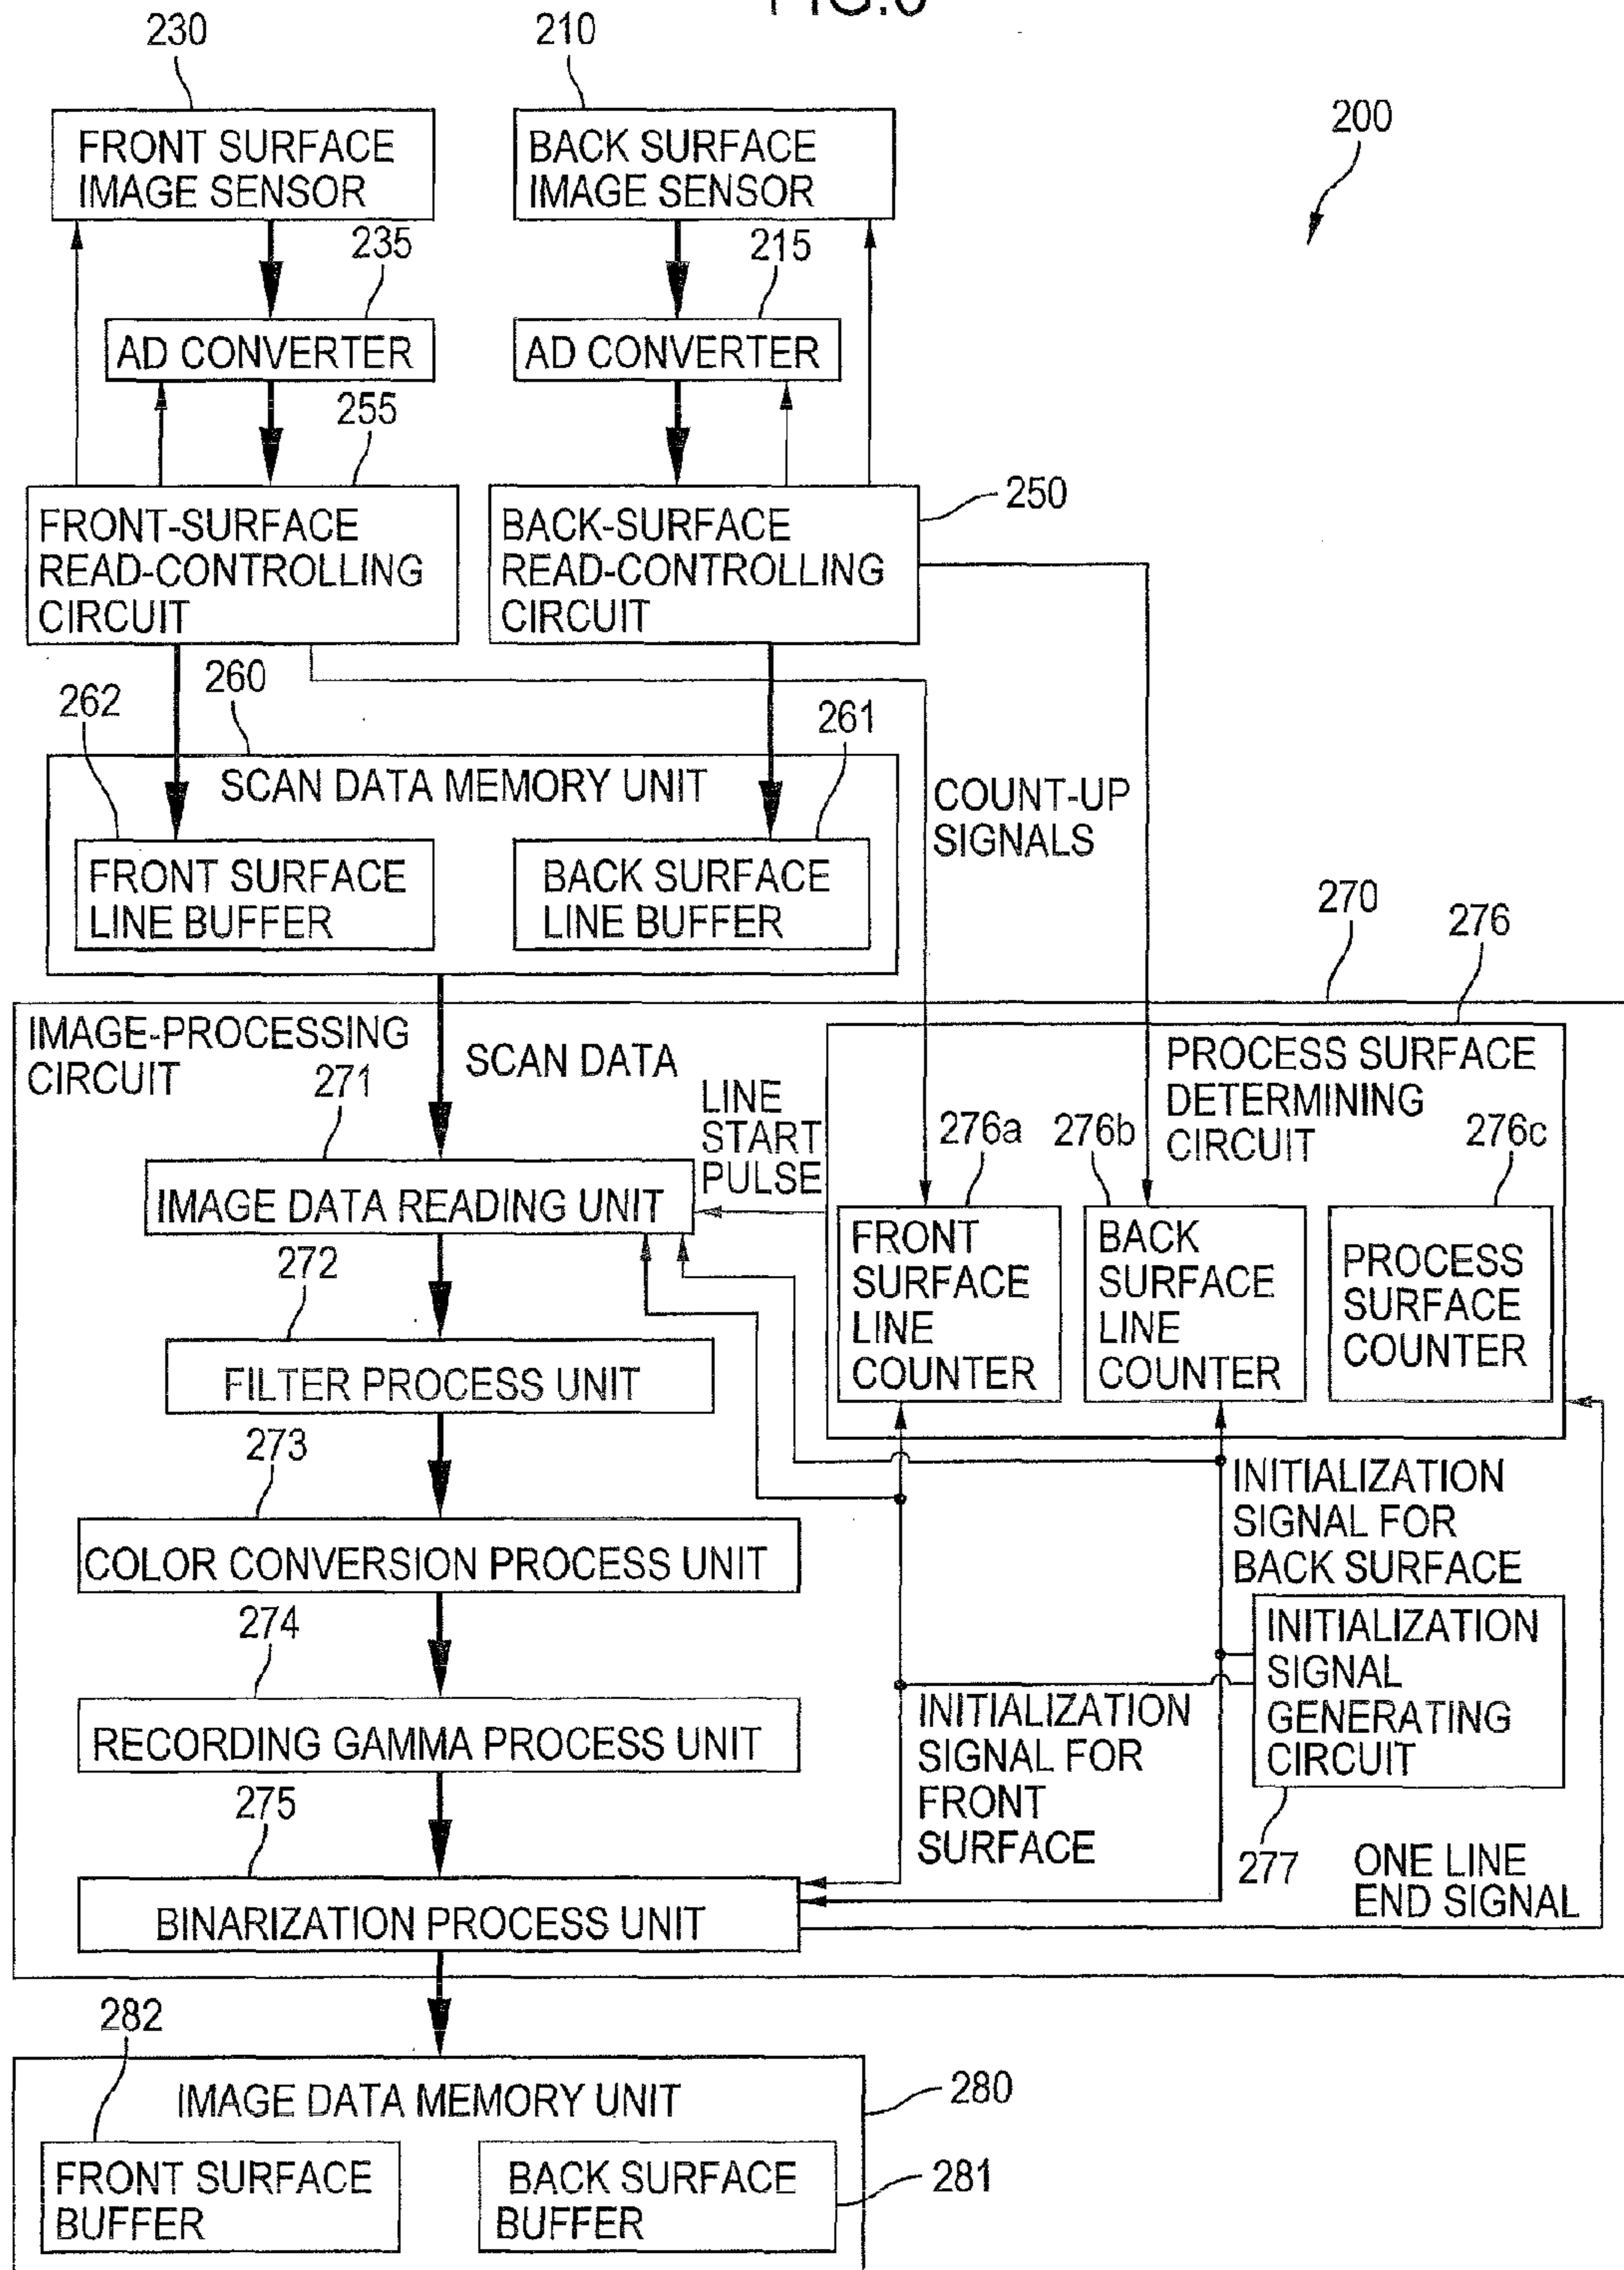 230
210
200
FRONT SURFACE
IMAGE SENSOR
BACK SURFACE
IMAGE SENSOR
235
215
AD CONVERTER
AD CONVERTER
255
250
FRONT-SURFACE
READ-CONTROLLING
CIRCUIT
BACK-SURFACE
READ-CONTROLLING
CIRCUIT
262
260
261
SCAN DATA MEMORY UNIT
FRONT SURFACE
LINE BUFFER
BACK SURFACE
LINE BUFFER
COUNT-UP
SIGNALS
270
276
IMAGE-PROCESSING
CIRCUIT
SCAN DATA
271
LINE
START
PULSE
PROCESS SURFACE
DETERMINING
CIRCUIT
276a
276b
276c
IMAGE DATA READING UNIT
FRONT
SURFACE
LINE
COUNTER
BACK
SURFACE
LINE
COUNTER
PROCESS
SURFACE
COUNTER
272
FILTER PROCESS UNIT
273
COLOR CONVERSION PROCESS UNIT
INITIALIZATION
SIGNAL FOR
BACK SURFACE
274
RECORDING GAMMA PROCESS UNIT
INITIALIZATION
SIGNAL
GENERATING
CIRCUIT
277
INITIALIZATION
SIGNAL FOR
FRONT
SURFACE
275
BINARIZATION PROCESS UNIT
ONE LINE
END SIGNAL
282
IMAGE DATA MEMORY UNIT
280
FRONT SURFACE
BUFFER
BACK SURFACE
BUFFER
281